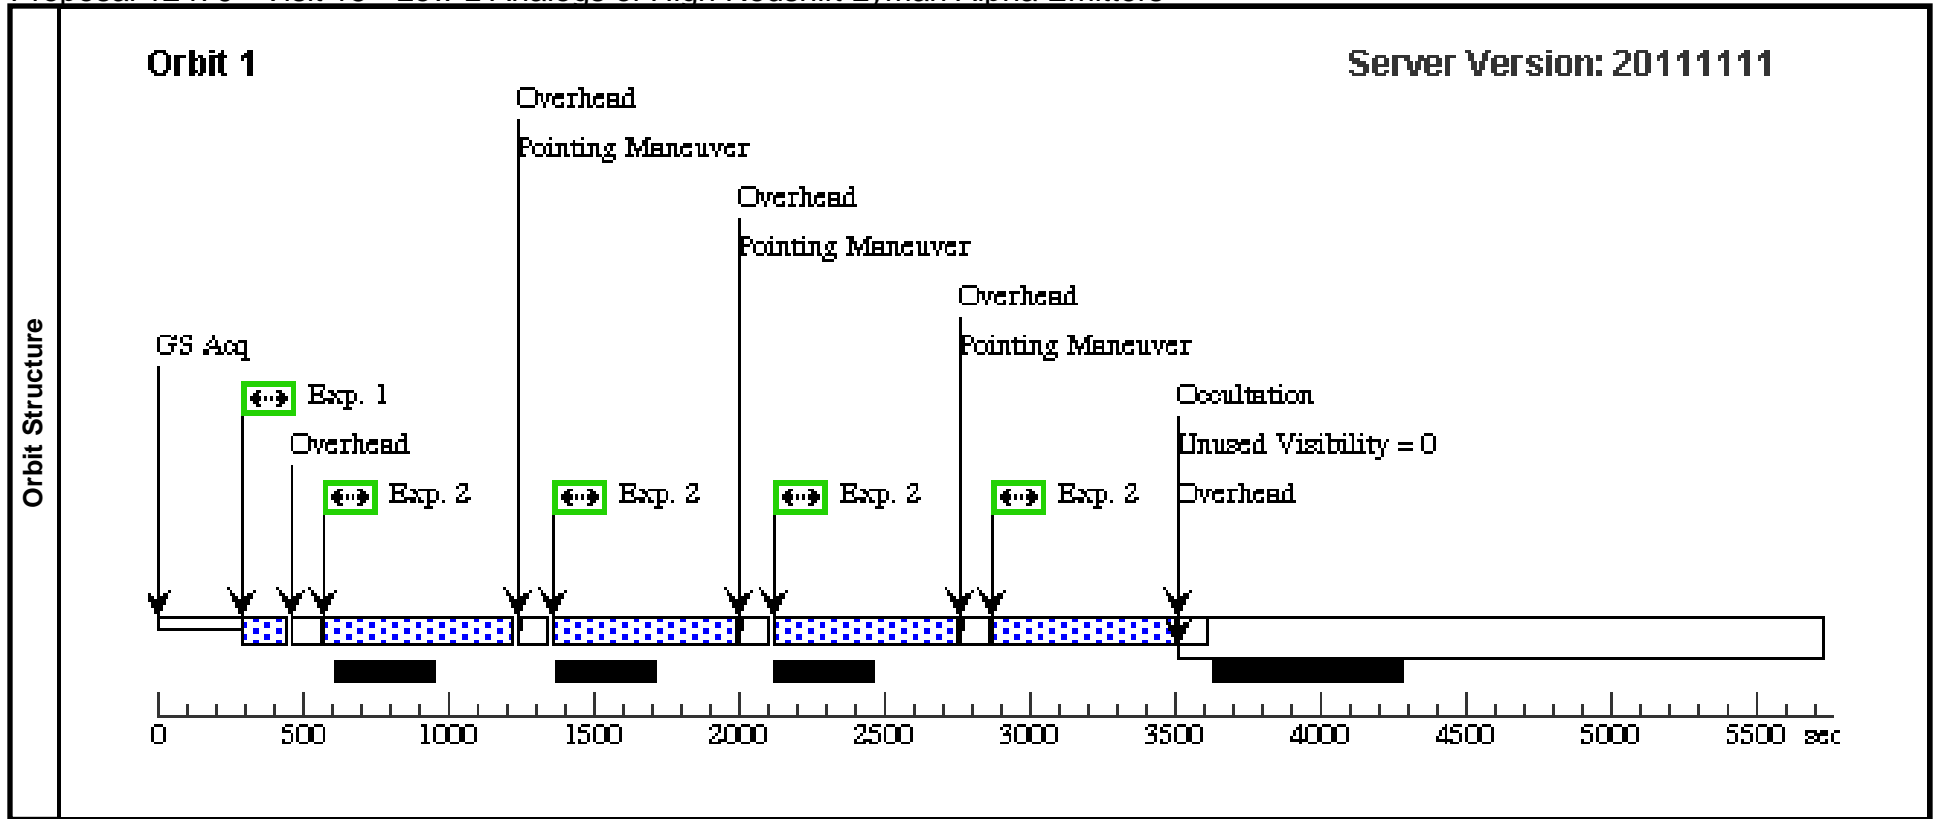 Orbit Structure
Orbit 1
Server Version: 20111111
Overhead
Pointing Maneuver
Overhead
Pointing Maneuver
Overhead
Pointing Maneuver
GS Acq
Exp. 1
Occultation
Overhead
Unused Visibility = 0
Exp. 2
Exp. 2
Exp. 2
Exp. 2
Overhead
0 500 1000 1500 2000 2500 3000 3500 4000 4500 5000 5500 sec